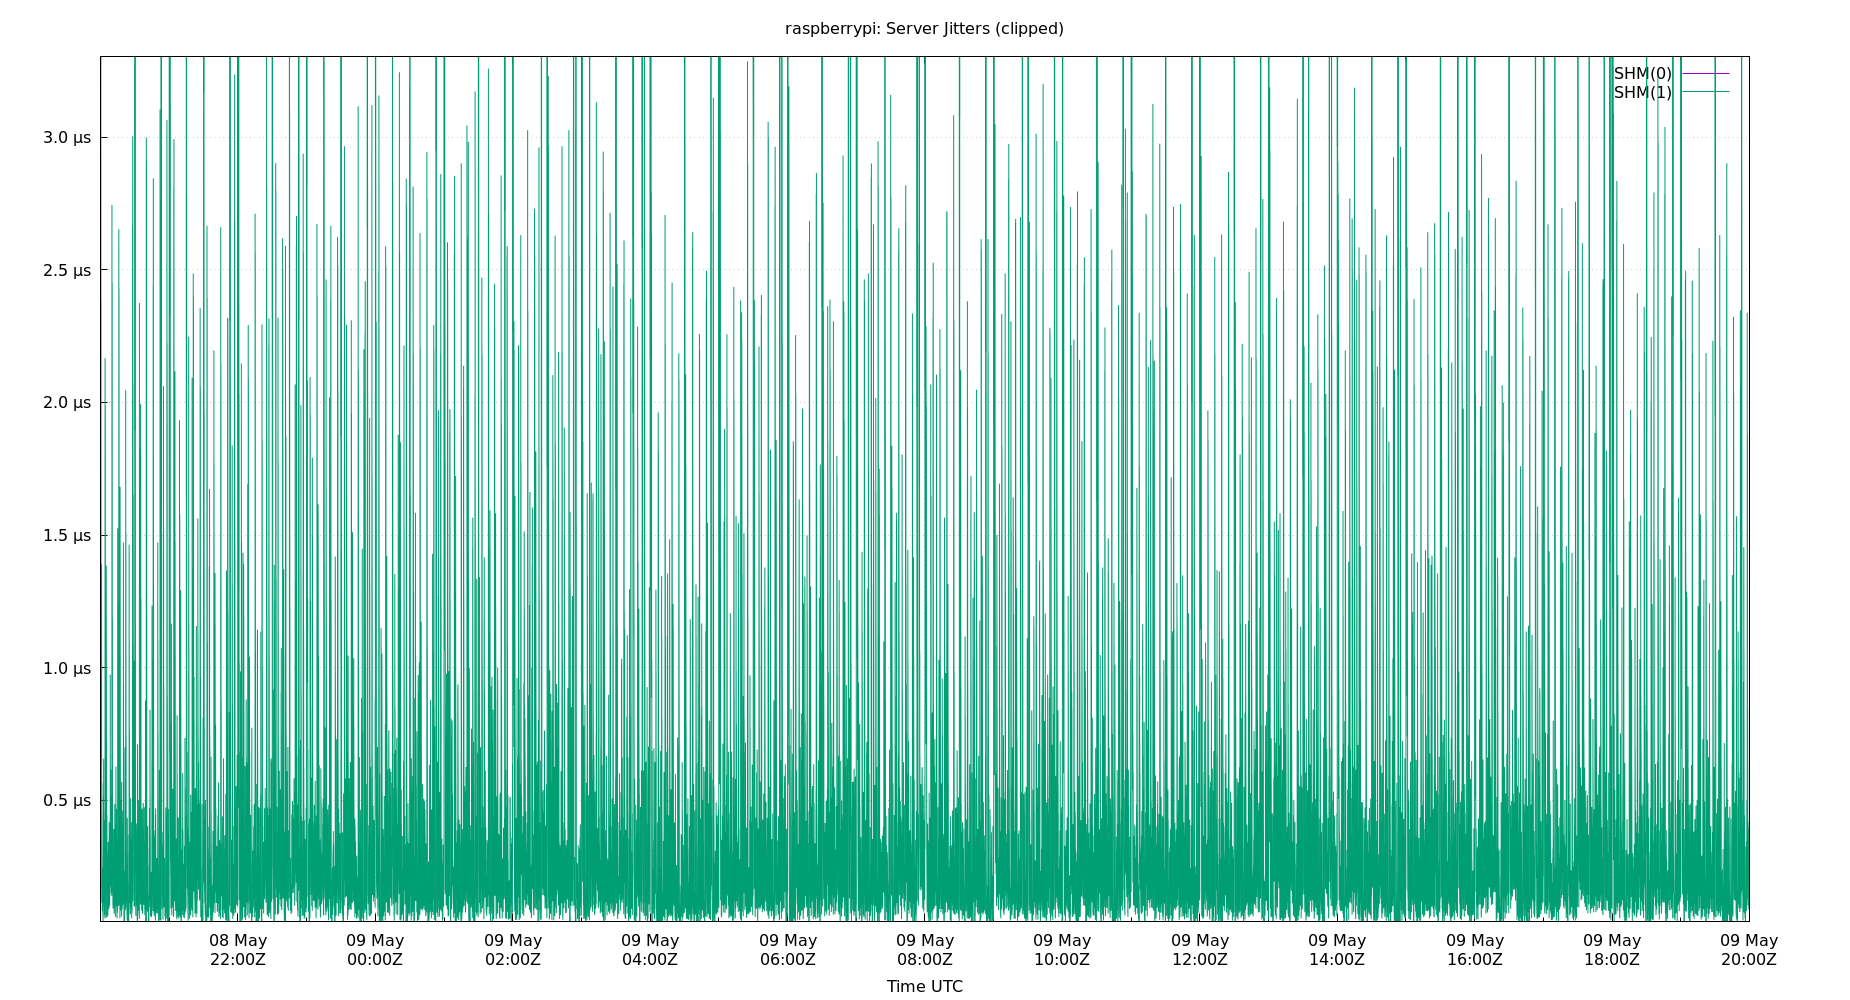 raspberrypi: Server Jitters (clipped)
SHM(0)
SHM(1)
3.0 µs
2.5 µs
2.0 µs
1.5 µs
1.0 µs
0.5 µs
08 May 09 May 09 May 09 May 09 May 09 May 09 May 09 May 09 May 09 May 09 May 09 May
22:00Z 00:00Z 02:00Z 04:00Z 06:00Z 08:00Z 10:00Z 12:00Z 14:00Z 16:00Z 18:00Z 20:00Z
Time UTC